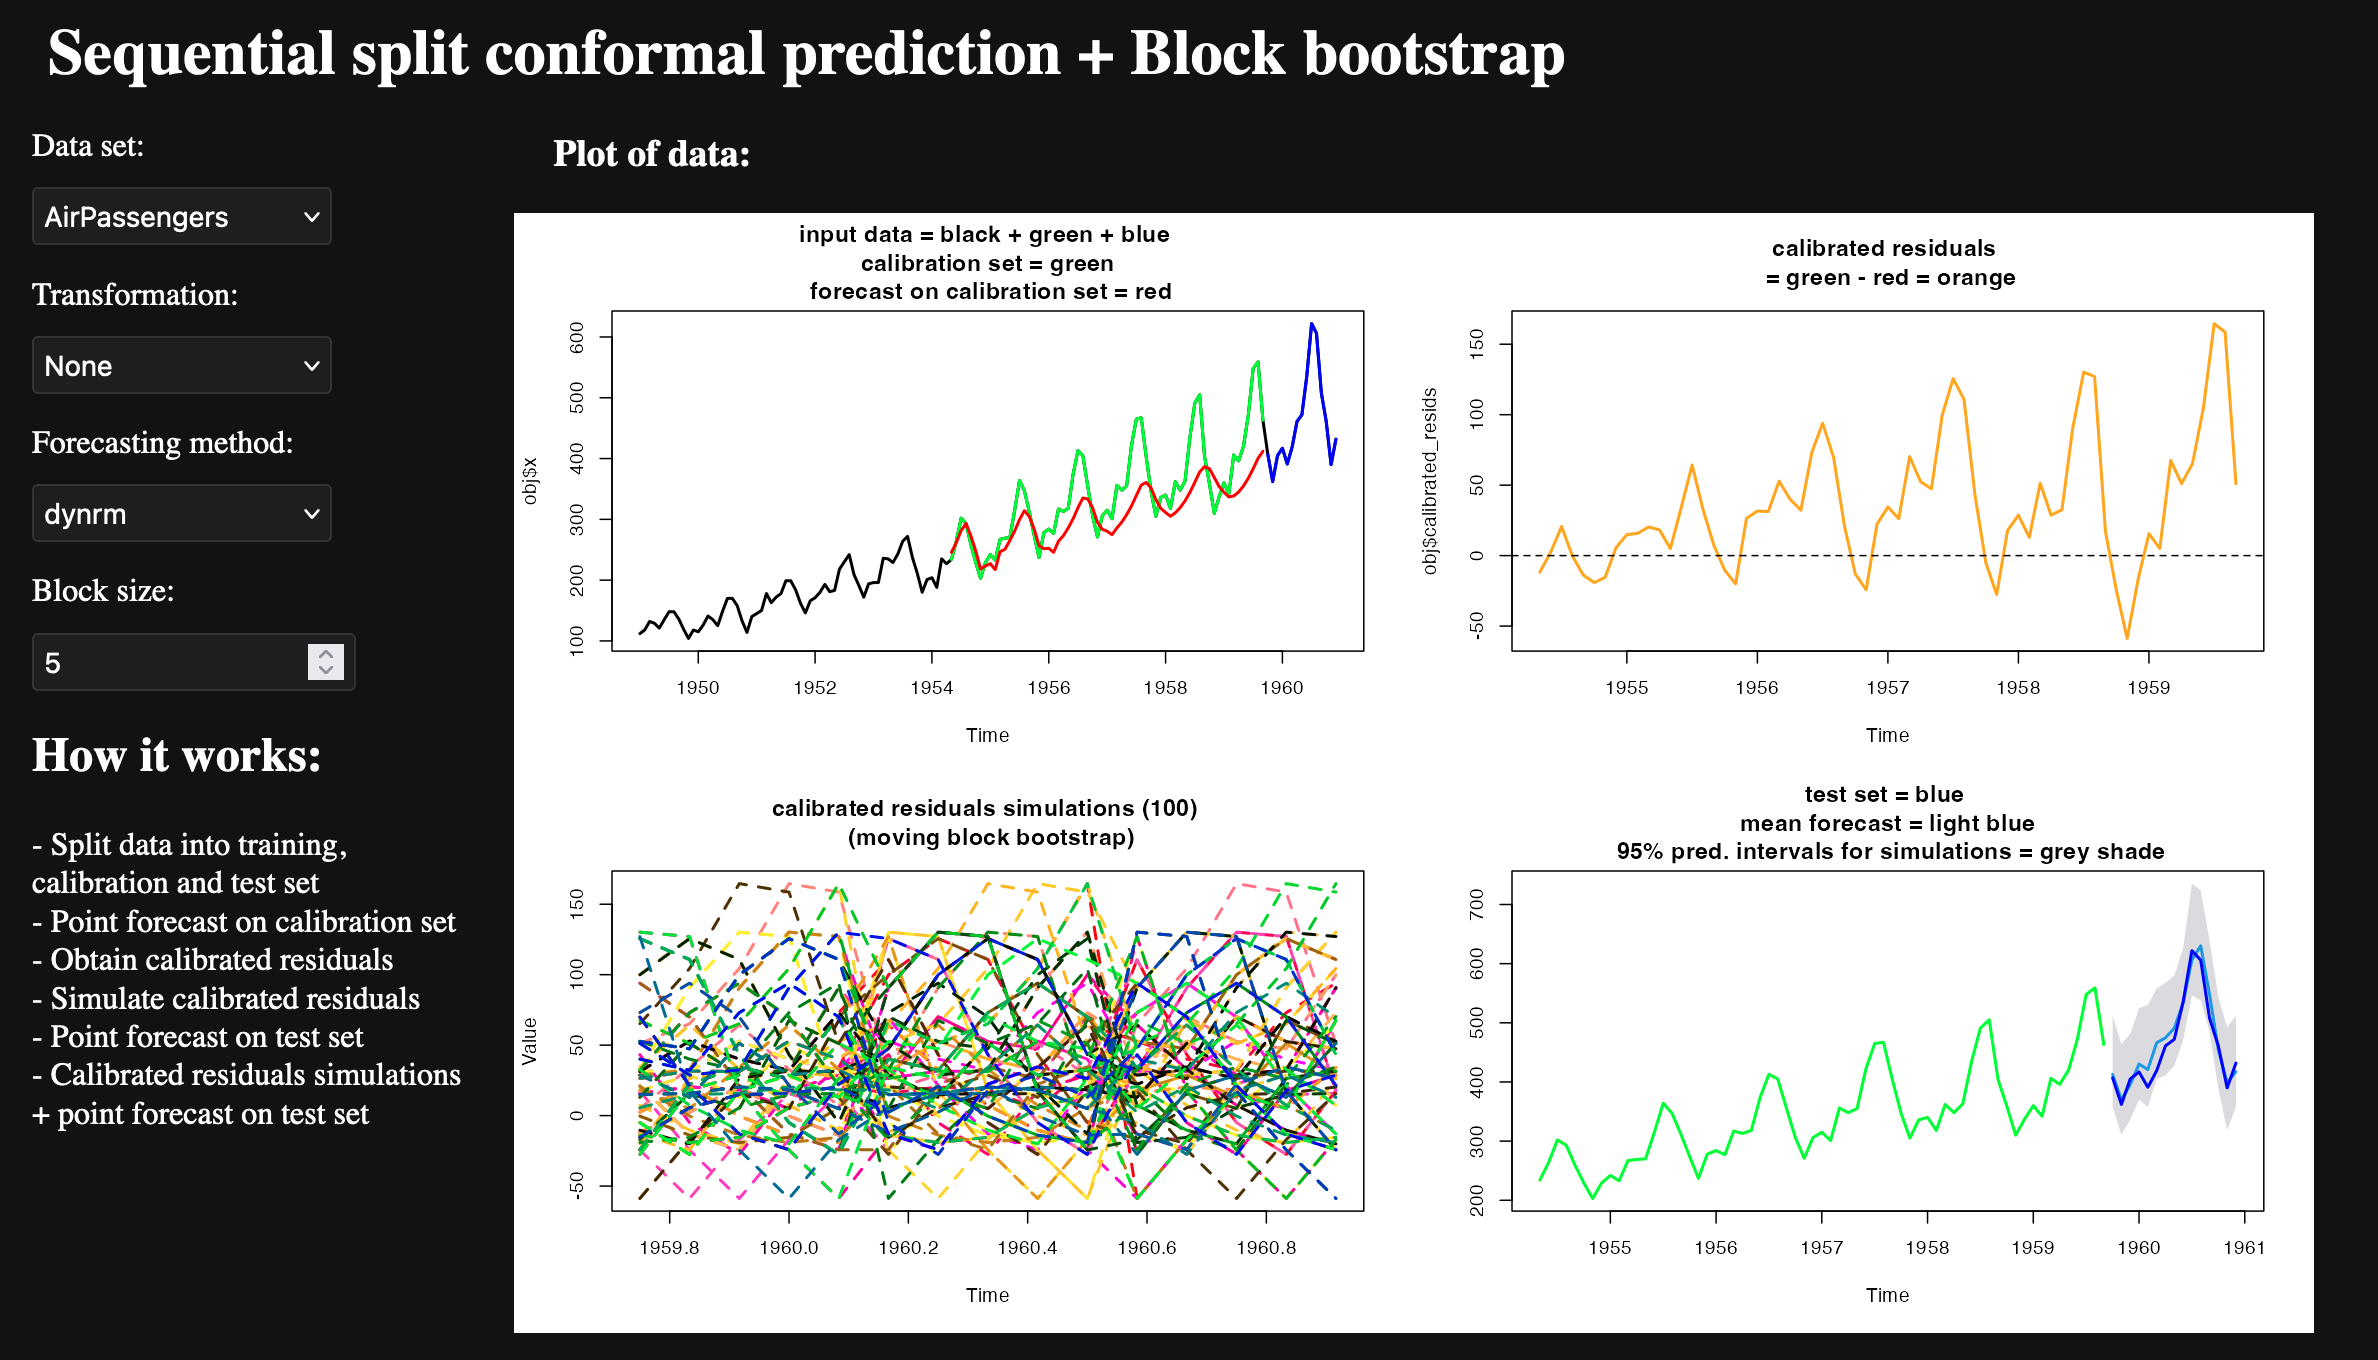 Sequential split conformal prediction + Block bootstrap
Data set:
AirPassengers
Transformation:
None
Forecasting method:
dynrm
Block size:
5
How it works:
- Split data into training,
calibration and test set
- Point forecast on calibration set
- Obtain calibrated residuals
- Simulate calibrated residuals
- Point forecast on test set
- Calibrated residuals simulations
+ point forecast on test set
Plot of data:
input data = black + green + blue
calibration set = green
forecast on calibration set = red
obj$x
600
500
400
300
200
100
1950 1952 1954 1956 1958 1960
Time
calibrated residuals
= green - red = orange
obj$calibrated_resids
150
100
50
0
-50
1955 1956 1957 1958 1959
Time
calibrated residuals simulations (100)
(moving block bootstrap)
Value
150
100
50
0
-50
1959.8 1960.0 1960.2 1960.4 1960.6 1960.8
Time
test set = blue
mean forecast = light blue
95% pred. intervals for simulations = grey shade
700
600
500
400
300
200
1955 1956 1957 1958 1959 1960 1961
Time